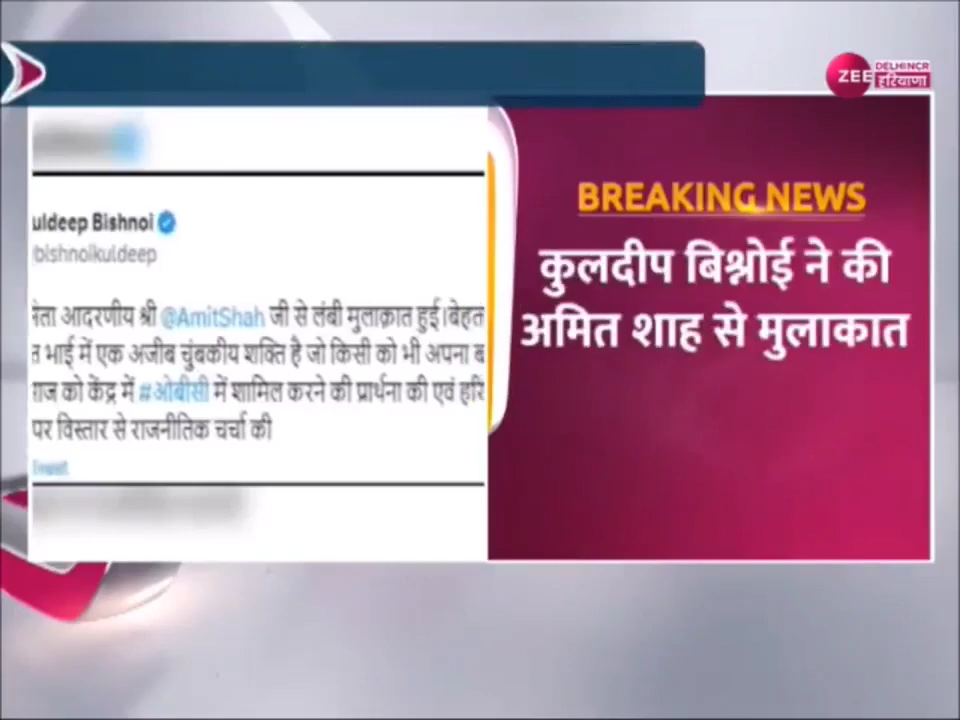 ZEE DELHI NCR
हरियाणा
uldeep Bishnoi
bishnoikuldeep
नेता आदरणीय श्री @AmitShah जी से लंबी मुलाक़ात हुई।बेहत
त भाई में एक अजीब चुंबकीय शक्ति है जो किसी को भी अपना ब
ाज को केंद्र में #ओबीसी में शामिल करने की प्रार्थना की एवं हरि
पर विस्तार से राजनीतिक चर्चा की
BREAKING NEWS
कुलदीप बिश्नोई ने की
अमित शाह से मुलाकात